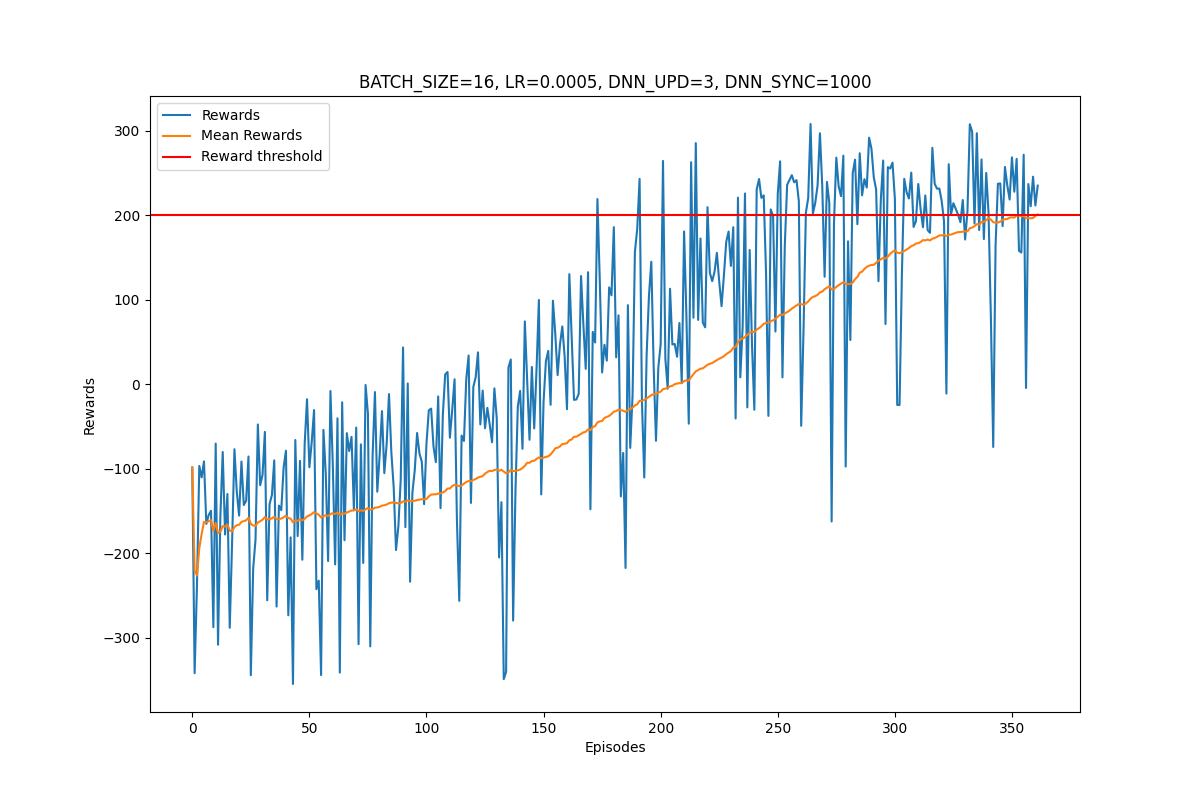 BATCH_SIZE=16, LR=0.0005, DNN_UPD=3, DNN_SYNC=1000
Rewards
Mean Rewards
Reward threshold
300
200
100
0
−100
−200
−300
Rewards
0 50 100 150 200 250 300 350
Episodes